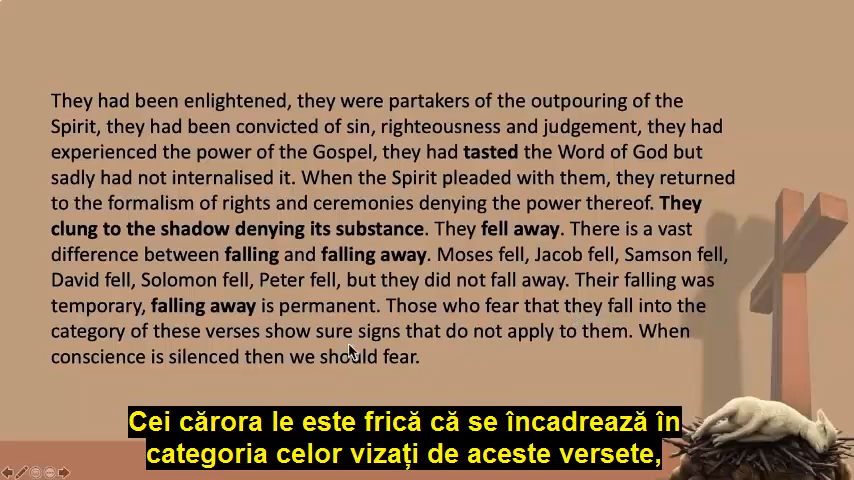 They had been enlightened, they were partakers of the outpouring of the
Spirit, they had been convicted of sin, righteousness and judgement, they had
experienced the power of the Gospel, they had tasted the Word of God but
sadly had not internalised it. When the Spirit pleaded with them, they returned
to the formalism of rights and ceremonies denying the power thereof. They
clung to the shadow denying its substance. They fell away. There is a vast
difference between falling and falling away. Moses fell, Jacob fell, Samson fell,
David fell, Solomon fell, Peter fell, but they did not fall away. Their falling was
temporary, falling away is permanent. Those who fear that they fall into the
category of these verses show sure signs that do not apply to them. When
conscience is silenced then we should fear.
Cei cărora le este frică că se încadrează în
categoria celor vizați de aceste versete,